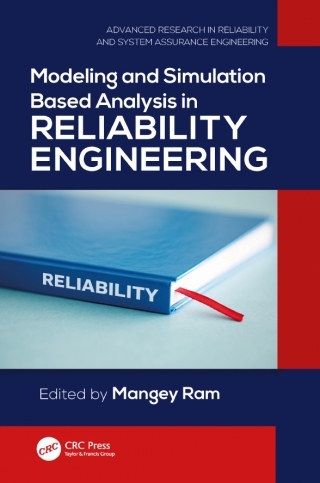 ADVANCED RESEARCH IN RELIABILITY
AND SYSTEM ASSURANCE ENGINEERING
Modeling and Simulation
Based Analysis in
RELIABILITY
ENGINEERING
RELIABILITY
Edited by Mangey Ram
CRC
CRC Press
Taylor & Francis Group